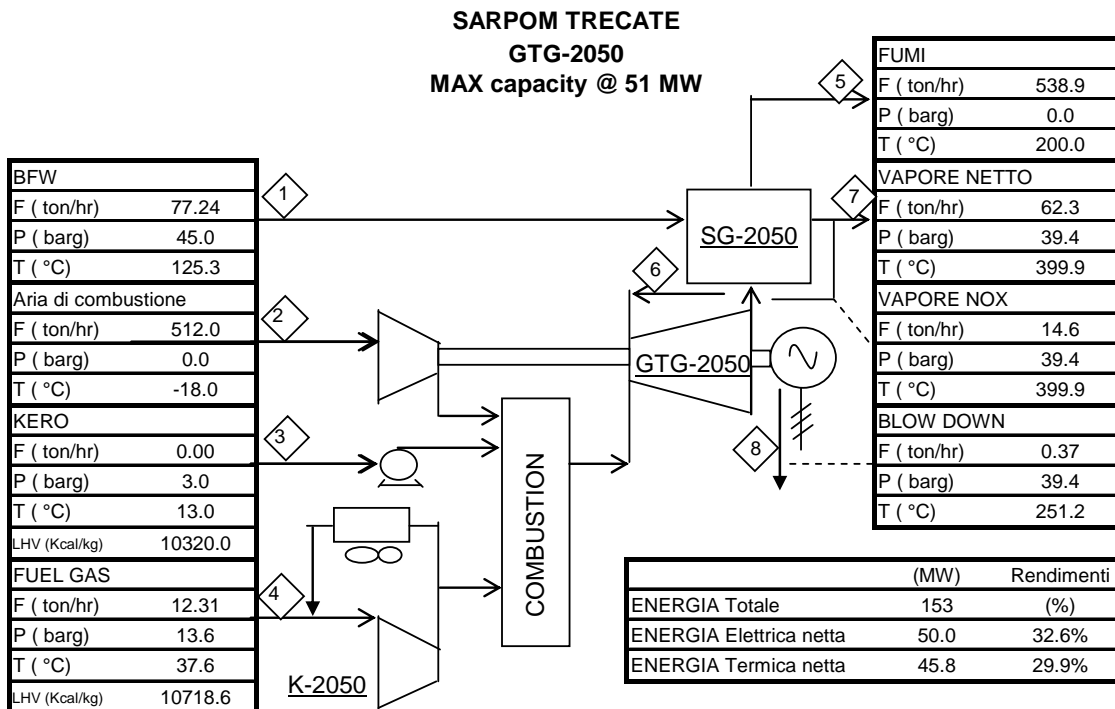 SARPOM TRECATE
GTG-2050
MAX capacity @ 51 MW
BFW
F ( ton/hr) 77.24
P ( barg) 45.0
T ( °C) 125.3
Aria di combustione
F ( ton/hr) 512.0
P ( barg) 0.0
T ( °C) -18.0
KERO
F ( ton/hr) 0.00
P ( barg) 3.0
T ( °C) 13.0
LHV (Kcal/kg) 10320.0
FUEL GAS
F ( ton/hr) 12.31
P ( barg) 13.6
T ( °C) 37.6
LHV (Kcal/kg) 10718.6
1
2
3
4
K-2050
COMBUSTION
SG-2050
GTG-2050
5
6
7
8
FUMI
F ( ton/hr) 538.9
P ( barg) 0.0
T ( °C) 200.0
VAPORE NETTO
F ( ton/hr) 62.3
P ( barg) 39.4
T ( °C) 399.9
VAPORE NOX
F ( ton/hr) 14.6
P ( barg) 39.4
T ( °C) 399.9
BLOW DOWN
F ( ton/hr) 0.37
P ( barg) 39.4
T ( °C) 251.2
(MW) Rendimenti
ENERGIA Totale 153 (%)
ENERGIA Elettrica netta 50.0 32.6%
ENERGIA Termica netta 45.8 29.9%